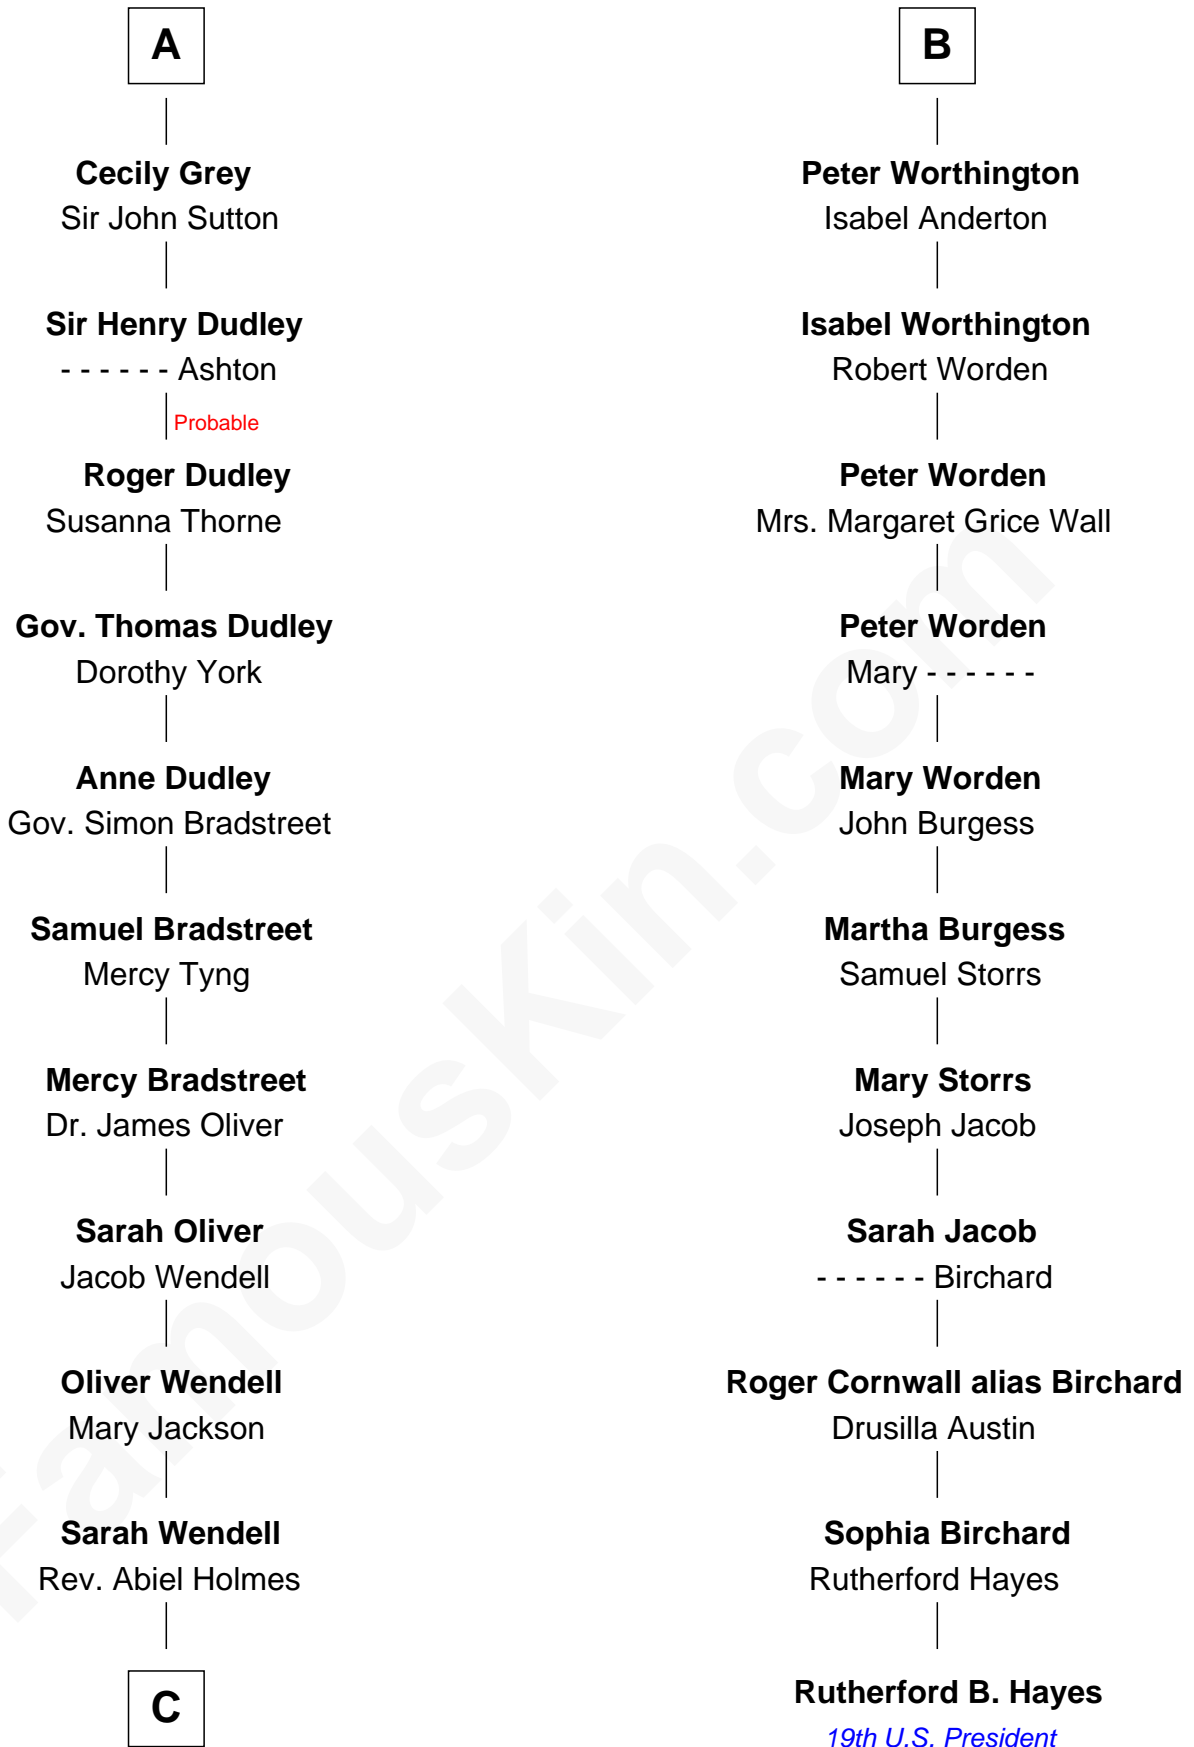 A
Cecily Grey
Sir John Sutton
Sir Henry Dudley
- - - - - - Ashton
Probable
Roger Dudley
Susanna Thorne
Gov. Thomas Dudley
Dorothy York
Anne Dudley
Gov. Simon Bradstreet
Samuel Bradstreet
Mercy Tyng
Mercy Bradstreet
Dr. James Oliver
Sarah Oliver
Jacob Wendell
Oliver Wendell
Mary Jackson
Sarah Wendell
Rev. Abiel Holmes
C
B
Peter Worthington
Isabel Anderton
Isabel Worthington
Robert Worden
Peter Worden
Mrs. Margaret Grice Wall
Peter Worden
Mary - - - - - -
Mary Worden
John Burgess
Martha Burgess
Samuel Storrs
Mary Storrs
Joseph Jacob
Sarah Jacob
- - - - - - Birchard
Roger Cornwall alias Birchard
Drusilla Austin
Sophia Birchard
Rutherford Hayes
Rutherford B. Hayes
19th U.S. President
FamousKin.com